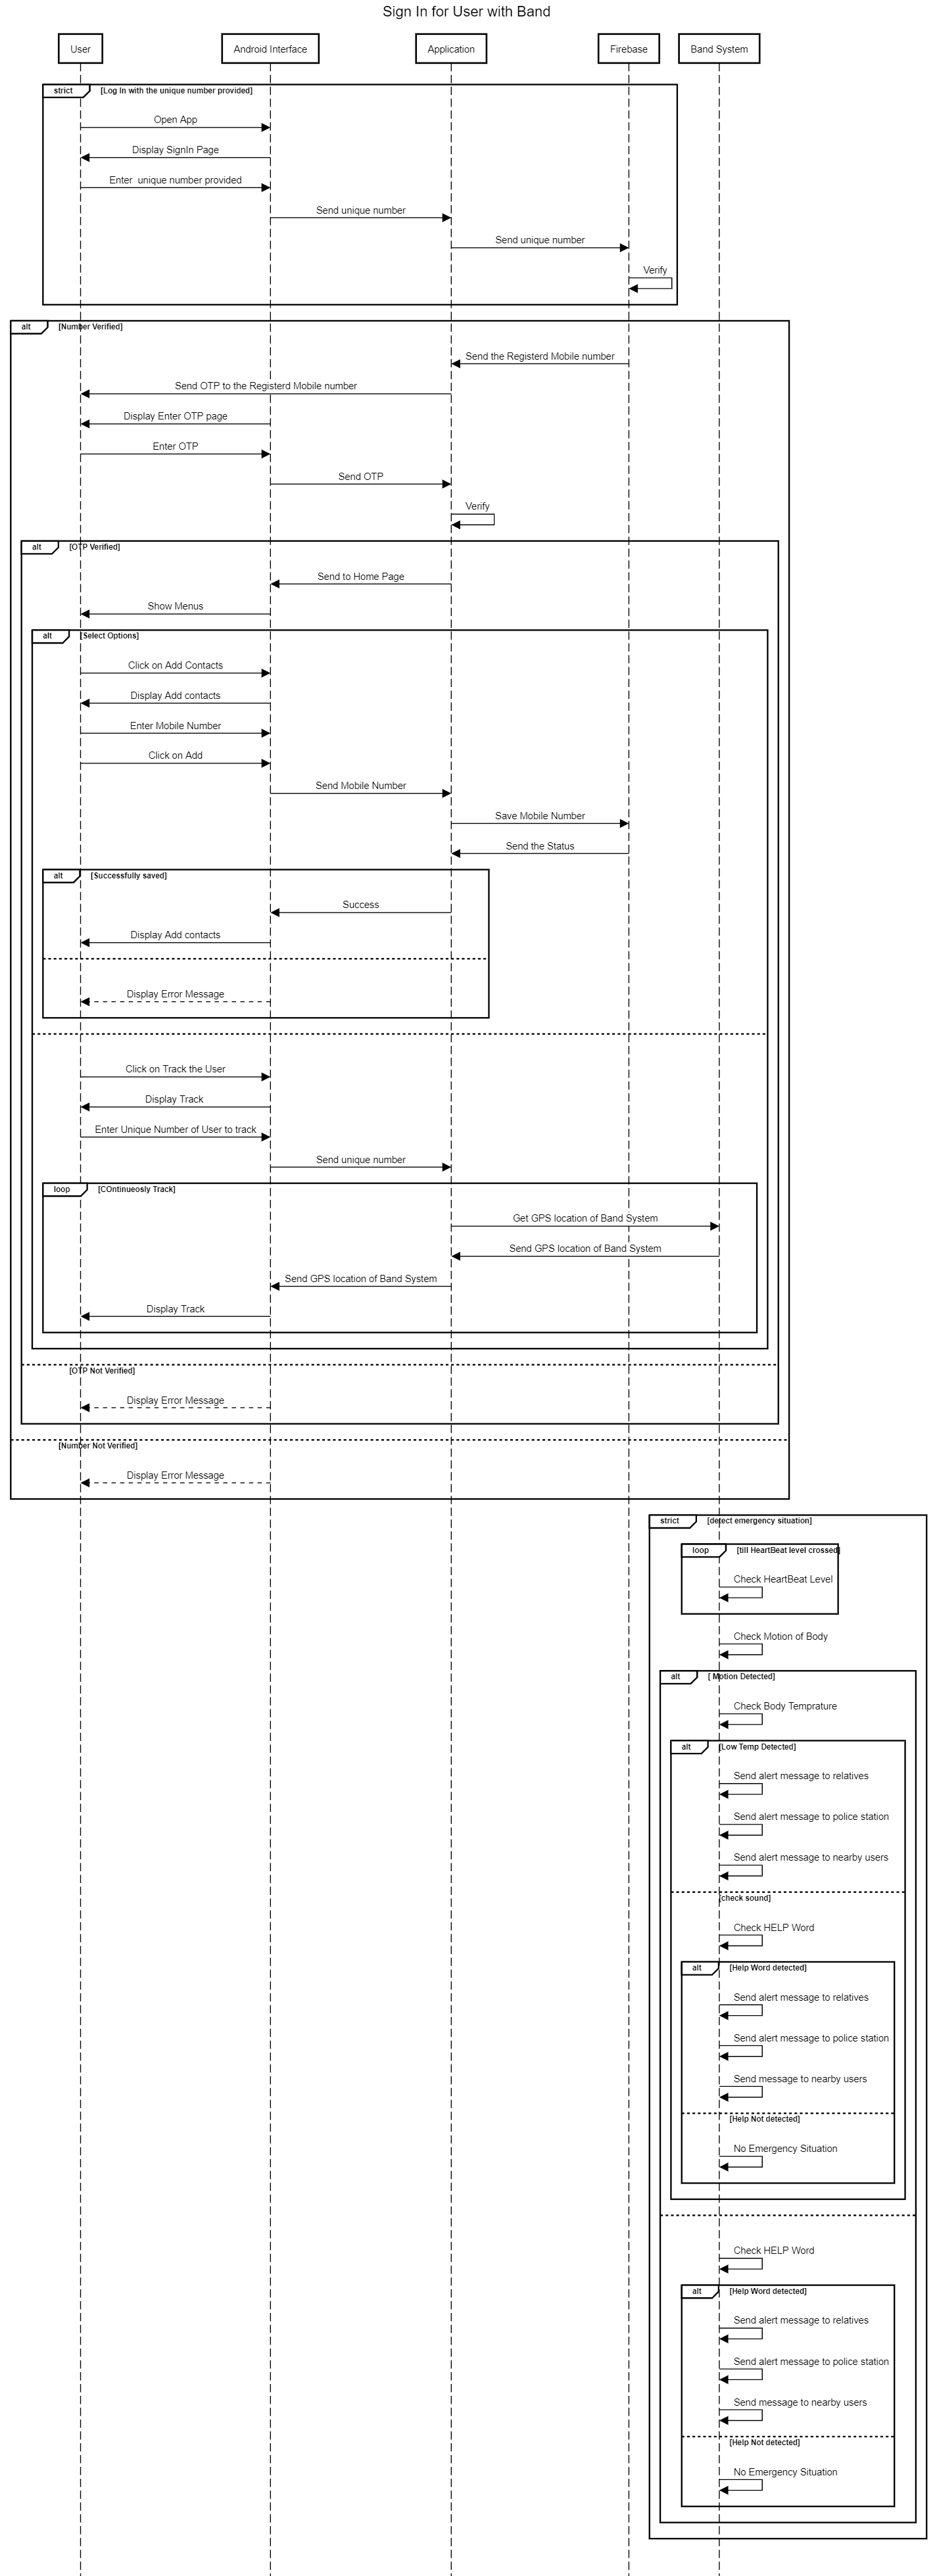 Sign In for User with Band
User
Android Interface
Application
Firebase
Band System
strict
[Log In with the unique number provided]
Open App
Display SignIn Page
Enter  unique number provided
Send unique number
Send unique number
Verify
alt
[Number Verified]
Send the Registerd Mobile number
Send OTP to the Registerd Mobile number
Display Enter OTP page
Enter OTP
Send OTP
Verify
alt
[OTP Verified]
Send to Home Page
Show Menus
alt
[Select Options]
Click on Add Contacts
Display Add contacts
Enter Mobile Number
Click on Add
Send Mobile Number
Save Mobile Number
Send the Status
alt
[Successfully saved]
Success
Display Add contacts
Display Error Message
Click on Track the User
Display Track
Enter Unique Number of User to track
Send unique number
loop
[COntinueosly Track]
Get GPS location of Band System
Send GPS location of Band System
Send GPS location of Band System
Display Track
[OTP Not Verified]
Display Error Message
[Number Not Verified]
Display Error Message
strict
[detect emergency situation]
loop
[till HeartBeat level crossed]
Check HeartBeat Level
Check Motion of Body
alt
[ Motion Detected]
Check Body Temprature
alt
[Low Temp Detected]
Send alert message to relatives
Send alert message to police station
Send alert message to nearby users
[check sound]
Check HELP Word
alt
[Help Word detected]
Send alert message to relatives
Send alert message to police station
Send message to nearby users
[Help Not detected]
No Emergency Situation
Check HELP Word
alt
[Help Word detected]
Send alert message to relatives
Send alert message to police station
Send message to nearby users
[Help Not detected]
No Emergency Situation